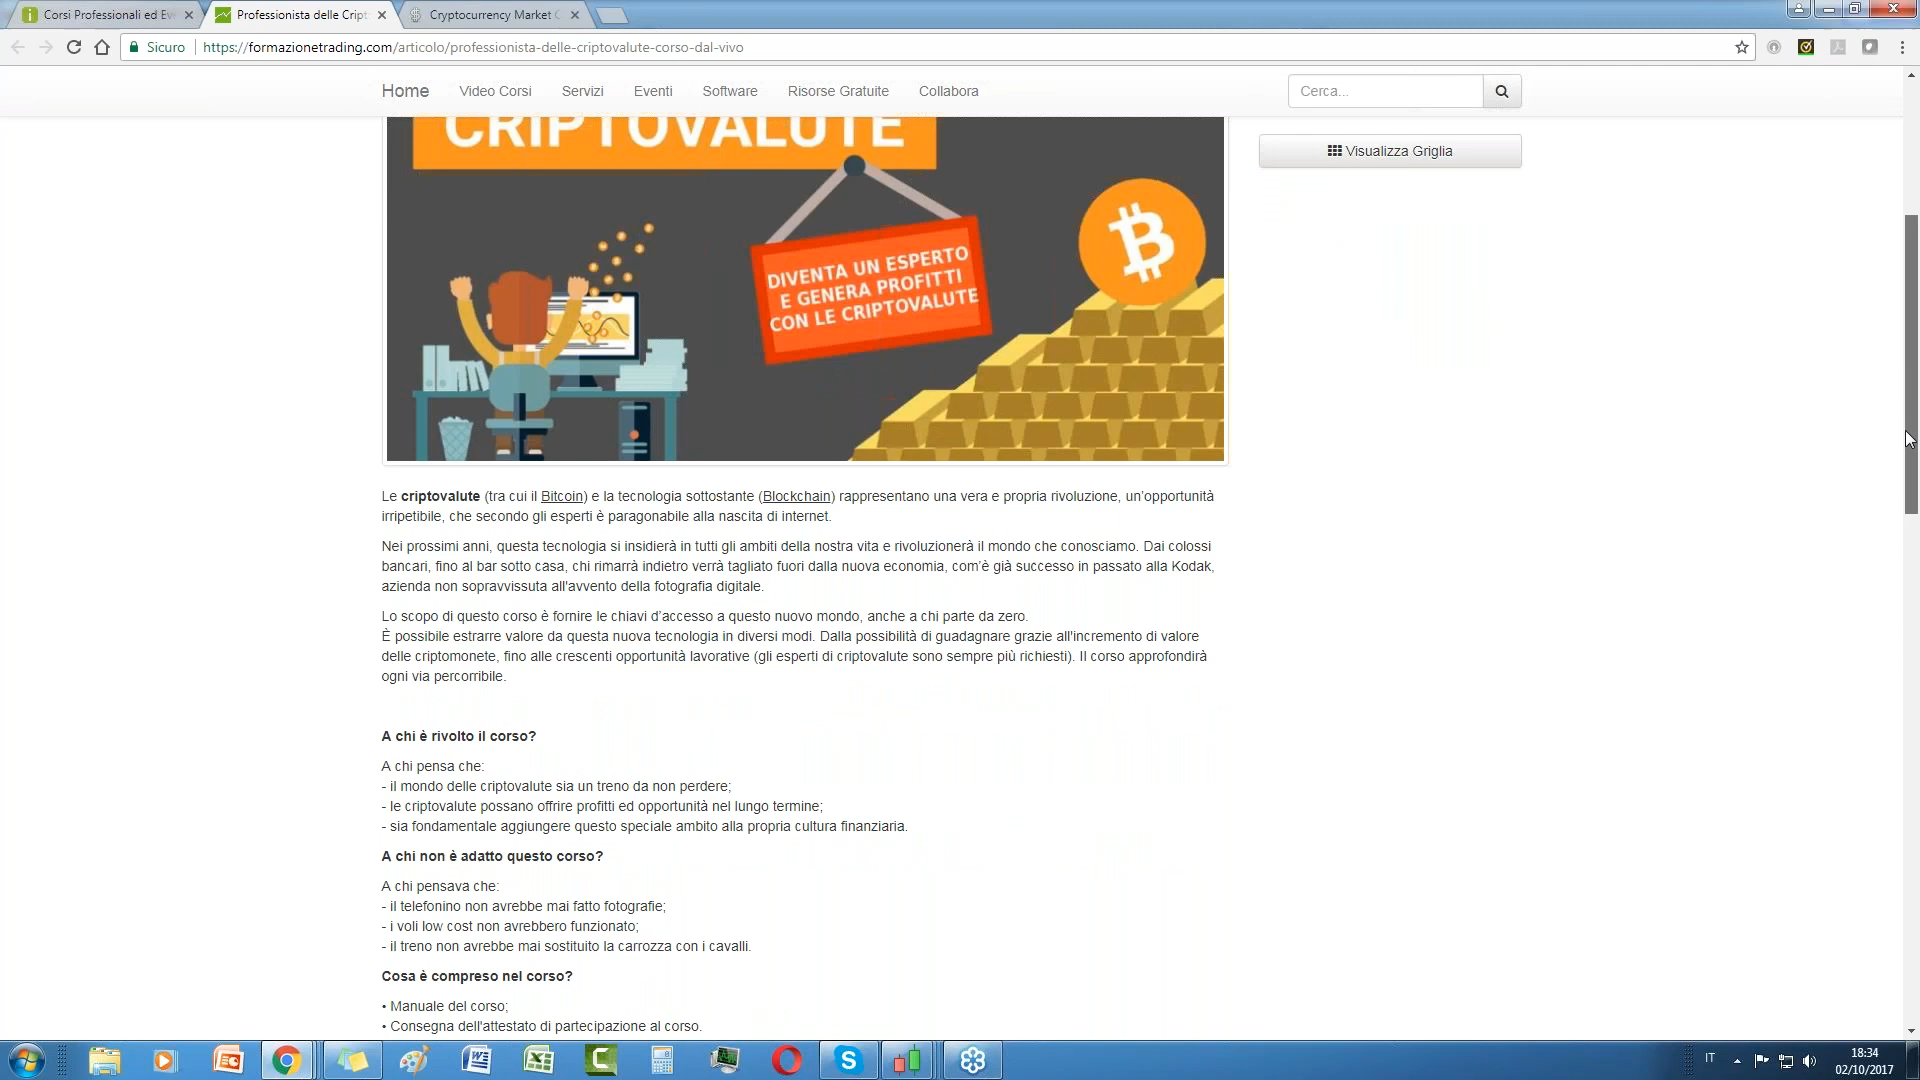 Corsi Professionali ed Ev
Professionista delle Cript
Cryptocurrency Market C
Sicuro
https://formazionetrading.com/articolo/professionista-delle-criptovalute-corso-dal-vivo
Home Video Corsi Servizi Eventi Software Risorse Gratuite Collabora
Cerca...
CRIPTOVALUTE
Visualizza Griglia
DIVENTA UN ESPERTO
E GENERA PROFITTI
CON LE CRIPTOVALUTE
Le criptovalute (tra cui il Bitcoin) e la tecnologia sottostante (Blockchain) rappresentano una vera e propria rivoluzione, un’opportunità
irripetibile, che secondo gli esperti è paragonabile alla nascita di internet.
Nei prossimi anni, questa tecnologia si insidierà in tutti gli ambiti della nostra vita e rivoluzionerà il mondo che conosciamo. Dai colossi
bancari, fino al bar sotto casa, chi rimarrà indietro verrà tagliato fuori dalla nuova economia, com’è già successo in passato alla Kodak,
azienda non sopravvissuta all'avvento della fotografia digitale.
Lo scopo di questo corso è fornire le chiavi d’accesso a questo nuovo mondo, anche a chi parte da zero.
È possibile estrarre valore da questa nuova tecnologia in diversi modi. Dalla possibilità di guadagnare grazie all'incremento di valore
delle criptomonete, fino alle crescenti opportunità lavorative (gli esperti di criptovalute sono sempre più richiesti). Il corso approfondirà
ogni via percorribile.
A chi è rivolto il corso?
A chi pensa che:
- il mondo delle criptovalute sia un treno da non perdere;
- le criptovalute possano offrire profitti ed opportunità nel lungo termine;
- sia fondamentale aggiungere questo speciale ambito alla propria cultura finanziaria.
A chi non è adatto questo corso?
A chi pensava che:
- il telefonino non avrebbe mai fatto fotografie;
- i voli low cost non avrebbero funzionato;
- il treno non avrebbe mai sostituito la carrozza con i cavalli.
Cosa è compreso nel corso?
• Manuale del corso;
• Consegna dell'attestato di partecipazione al corso.
IT
18:34
02/10/2017